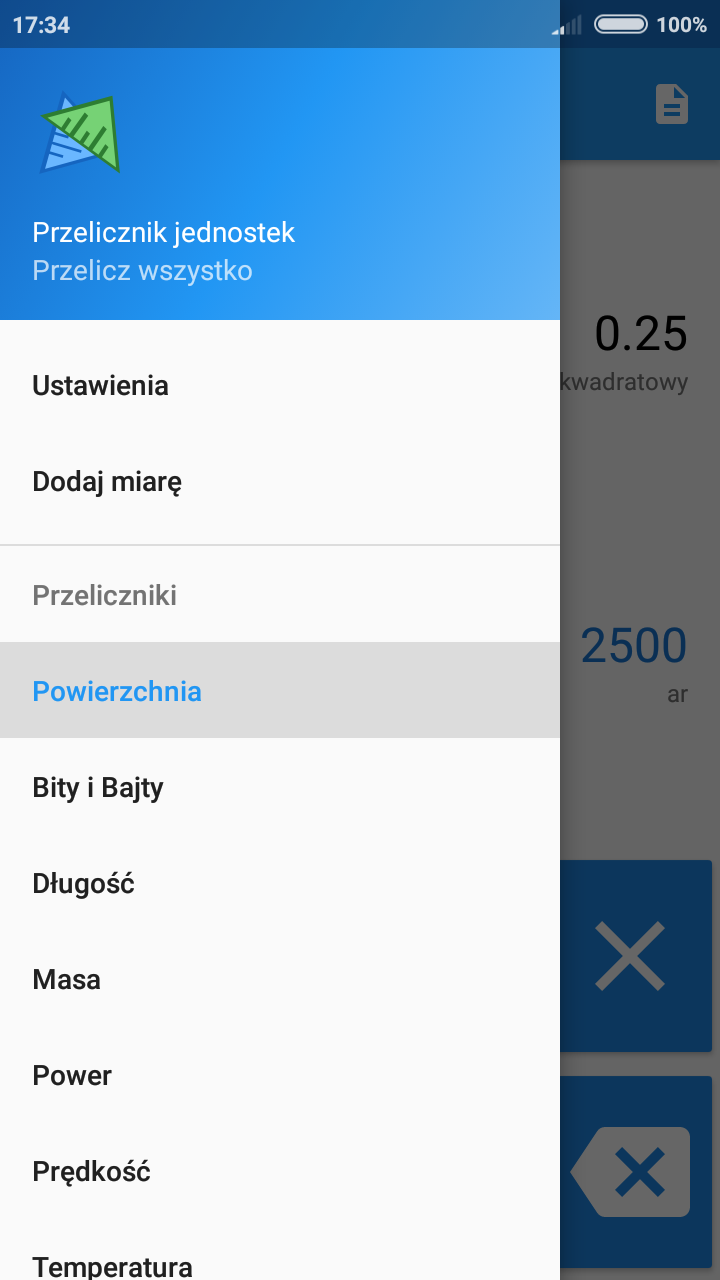 17:34
100%
Przelicznik jednostek
Przelicz wszystko
0.25
kwadratowy
Ustawienia
Dodaj miarę
Przeliczniki
2500
ar
Powierzchnia
Bity i Bajty
Długość
Masa
Power
Prędkość
Temperatura